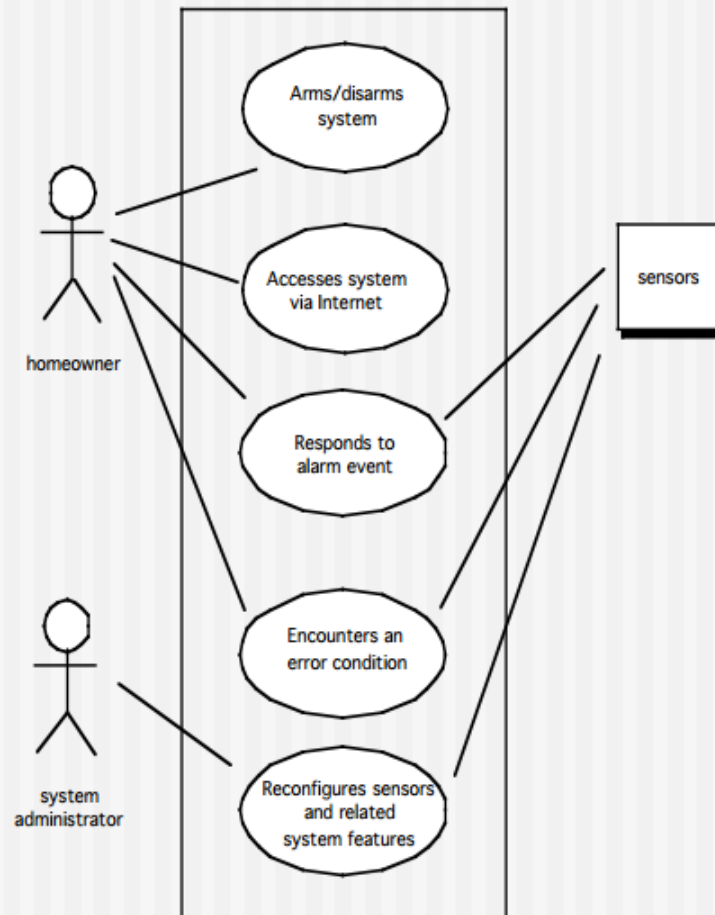 Arms/disarms
system
Accesses system
via Internet
sensors
homeowner
Responds to
alarm event
Encounters an
error condition
system
administrator
Reconfigures sensors
and related
system features